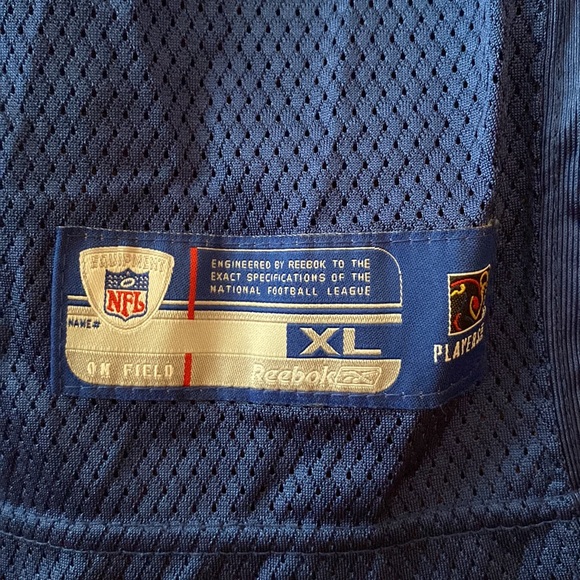 EQUIPMENT
NFL
ENGINEERED BY REEBOK TO THE
EXACT SPECIFICATIONS OF THE
NATIONAL FOOTBALL LEAGUE
NAME#
XL
ON FIELD
Reebok